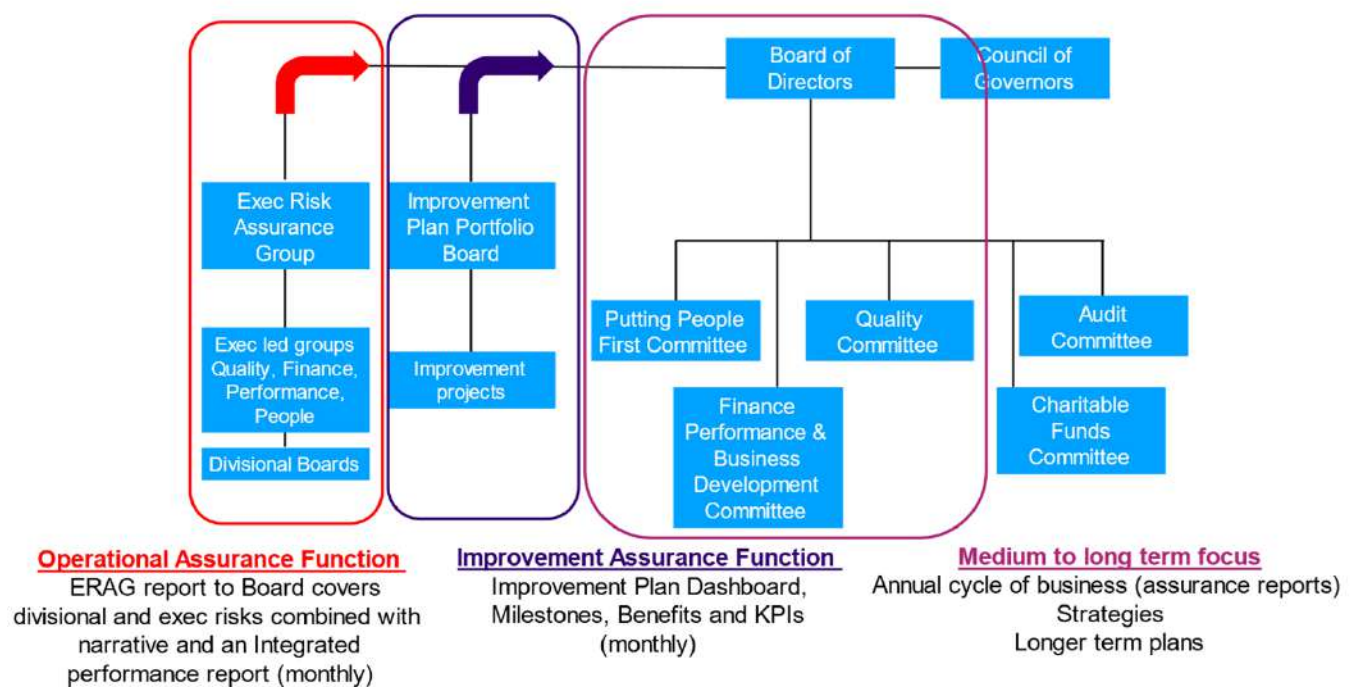 Board of
Directors
Council of
Governors
Exec Risk
Assurance
Group
Improvement
Plan Portfolio
Board
Putting People
First Committee
Quality
Committee
Audit
Committee
Exec led groups
Quality, Finance,
Performance,
People
Improvement
projects
Finance
Performance &
Business
Development
Committee
Charitable
Funds
Committee
Divisional Boards
Operational Assurance Function
ERAG report to Board covers
divisional and exec risks combined with
narrative and an Integrated
performance report (monthly)
Improvement Assurance Function
Improvement Plan Dashboard,
Milestones, Benefits and KPIs
(monthly)
Medium to long term focus
Annual cycle of business (assurance reports)
Strategies
Longer term plans